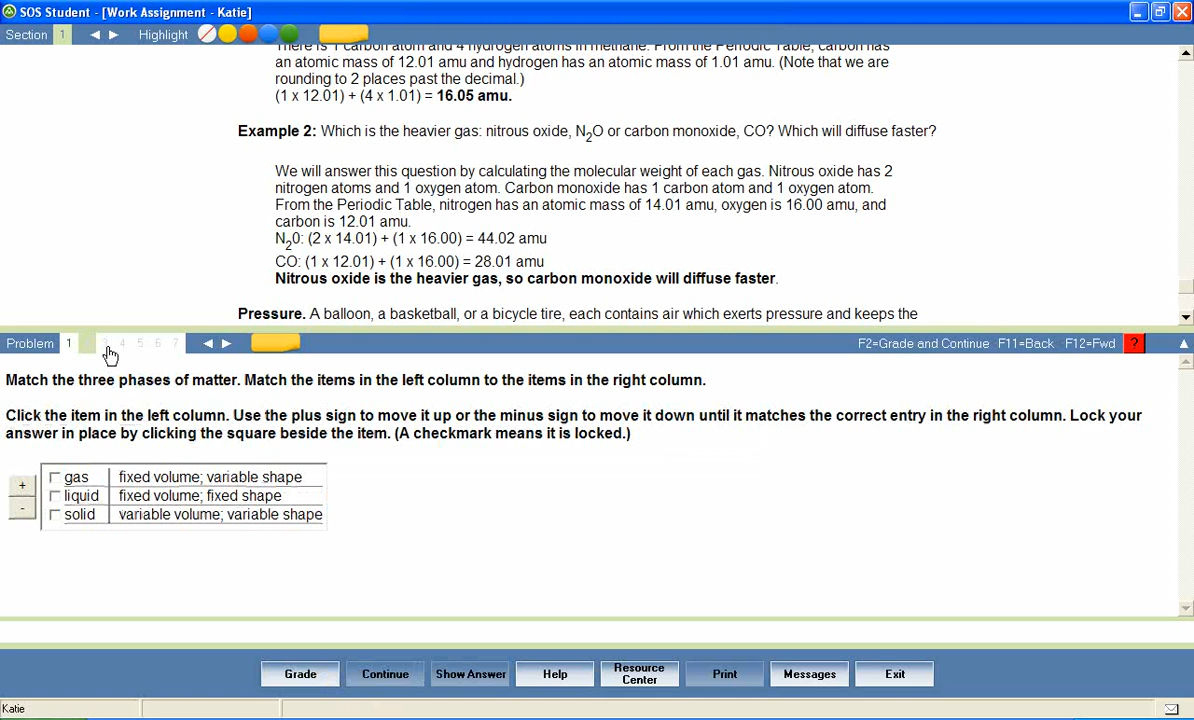 SOS Student - [Work Assignment - Katie]
Section 1 Highlight
There is 1 carbon atom and 4 hydrogen atoms in methane. From the Periodic Table, carbon has
an atomic mass of 12.01 amu and hydrogen has an atomic mass of 1.01 amu. (Note that we are
rounding to 2 places past the decimal.)
(1 x 12.01) + (4 x 1.01) = 16.05 amu.
Example 2: Which is the heavier gas: nitrous oxide, N2O or carbon monoxide, CO? Which will diffuse faster?
We will answer this question by calculating the molecular weight of each gas. Nitrous oxide has 2
nitrogen atoms and 1 oxygen atom. Carbon monoxide has 1 carbon atom and 1 oxygen atom.
From the Periodic Table, nitrogen has an atomic mass of 14.01 amu, oxygen is 16.00 amu, and
carbon is 12.01 amu.
N20: (2 x 14.01) + (1 x 16.00) = 44.02 amu
CO: (1 x 12.01) + (1 x 16.00) = 28.01 amu
Nitrous oxide is the heavier gas, so carbon monoxide will diffuse faster.
Pressure. A balloon, a basketball, or a bicycle tire, each contains air which exerts pressure and keeps the
Problem 1 3 4 5 6 7 F2=Grade and Continue F11=Back F12=Fwd ?
Match the three phases of matter. Match the items in the left column to the items in the right column.
Click the item in the left column. Use the plus sign to move it up or the minus sign to move it down until it matches the correct entry in the right column. Lock your
answer in place by clicking the square beside the item. (A checkmark means it is locked.)
+ gas fixed volume; variable shape
liquid fixed volume; fixed shape
- solid variable volume; variable shape
Grade Continue Show Answer Help Resource Center Print Messages Exit
Katie